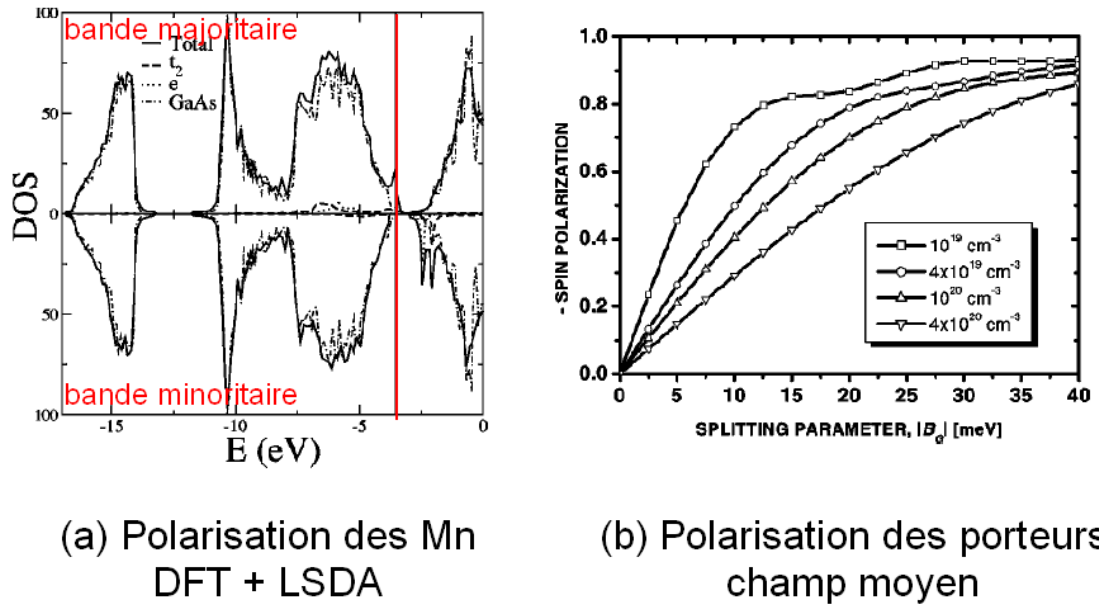 bande majoritaire
Total
t2
e
GaAs
100
50
0
50
100
DOS
bande minoritaire
-15
-10
-5
0
E (eV)
1.0
0.8
0.6
0.4
0.2
0.0
- SPIN POLARIZATION
10^19 cm^-3
4x10^19 cm^-3
10^20 cm^-3
4x10^20 cm^-3
0
5
10
15
20
25
30
35
40
SPLITTING PARAMETER, |B_G| [meV]
(a) Polarisation des Mn
DFT + LSDA
(b) Polarisation des porteurs
champ moyen